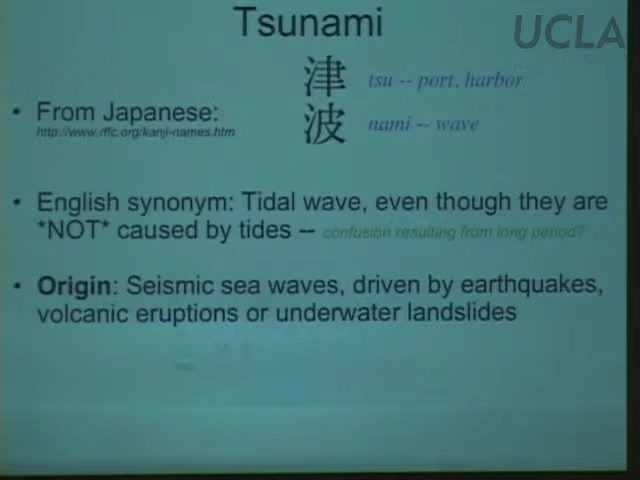 Tsunami
UCLA
津 tsu -- port, harbor
• From Japanese:
http://www.rffc.org/kanji-names.htm
波 nami -- wave
• English synonym: Tidal wave, even though they are
*NOT* caused by tides -- confusion resulting from long period?
• Origin: Seismic sea waves, driven by earthquakes,
volcanic eruptions or underwater landslides